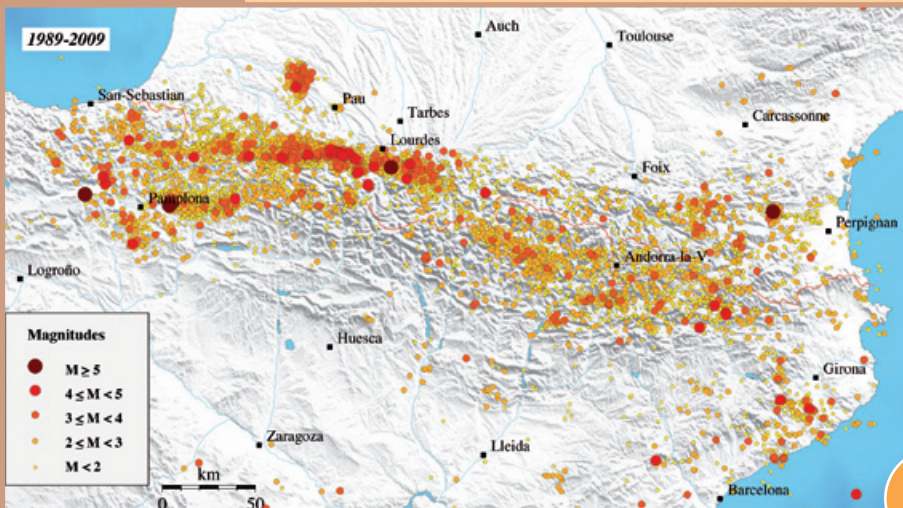 1989-2009
Auch
Toulouse
San-Sebastian
Pau
Tarbes
Carcassonne
Lourdes
Foix
Pamplona
Perpignan
Andorra-la-V.
Logroño
Huesca
Girona
Zaragoza
Lleida
Barcelona
Magnitudes
M ≥ 5
4 ≤ M < 5
3 ≤ M < 4
2 ≤ M < 3
M < 2
km
0 50